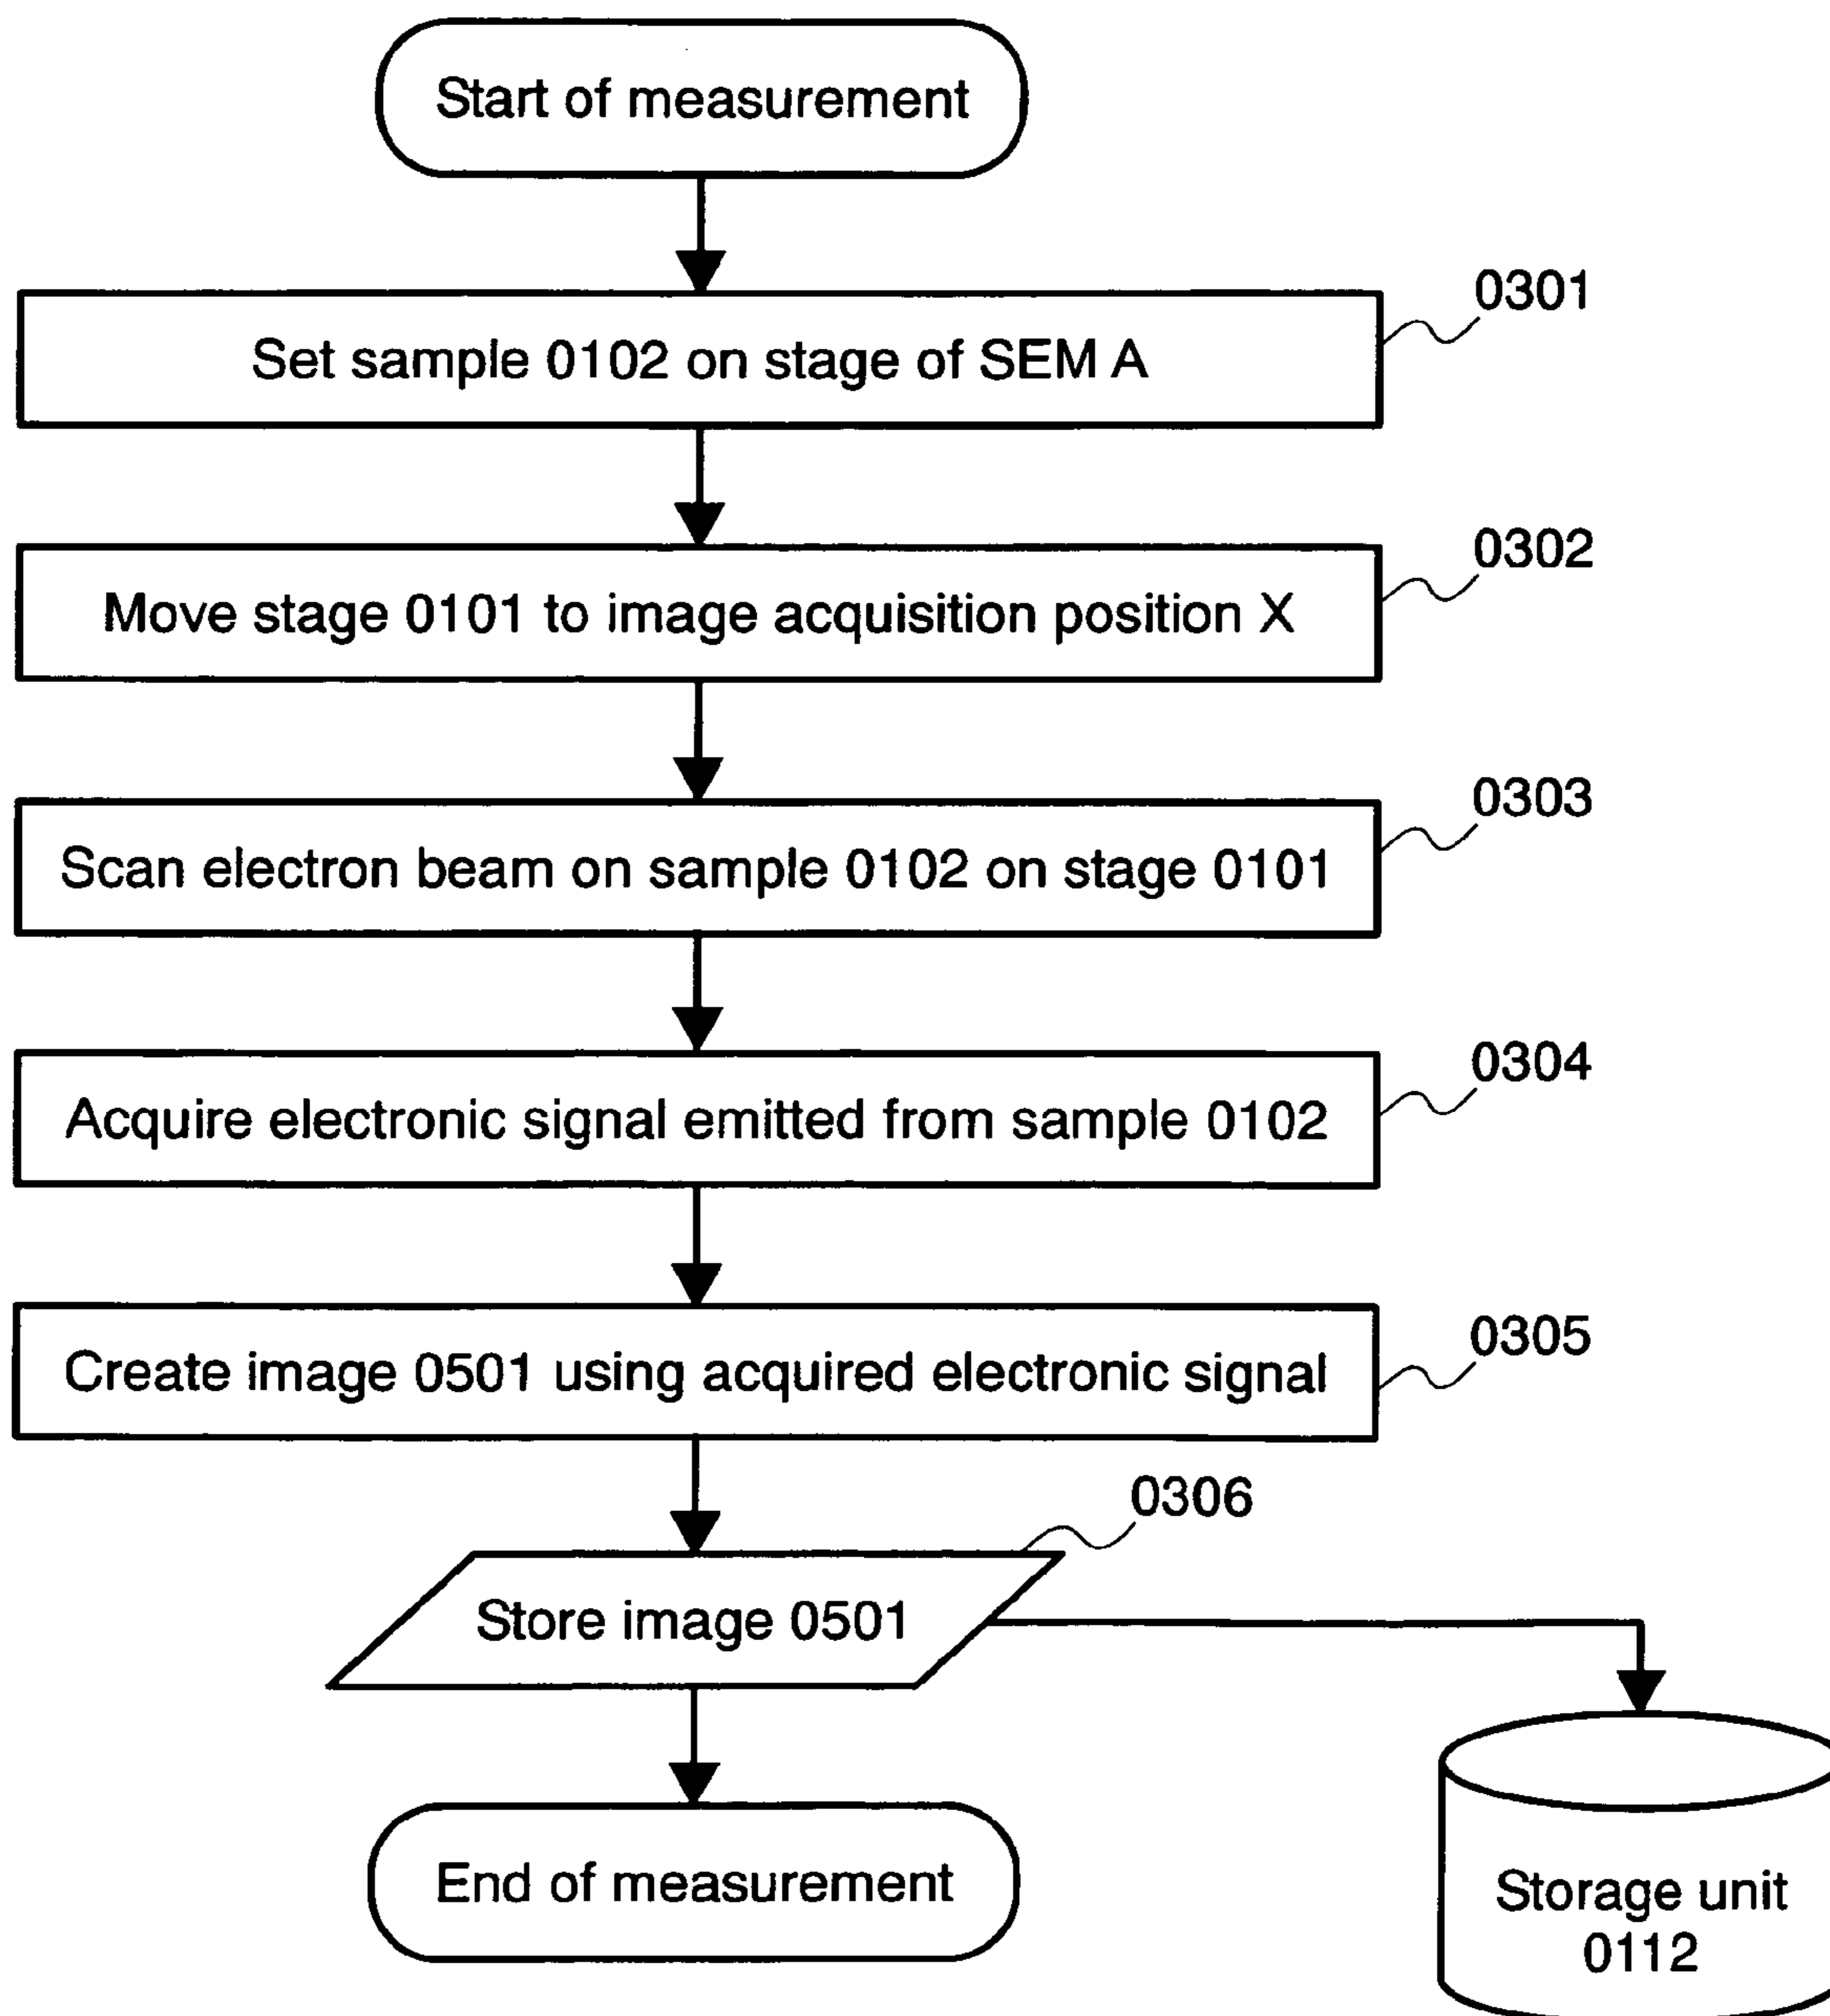 Start of measurement
0301
Set sample 0102 on stage of SEM A
0302
Move stage 0101 to image acquisition position X
0303
Scan electron beam on sample 0102 on stage 0101
0304
Acquire electronic signal emitted from sample 0102
0305
Create image 0501 using acquired electronic signal
0306
Store image 0501
End of measurement
Storage unit
0112